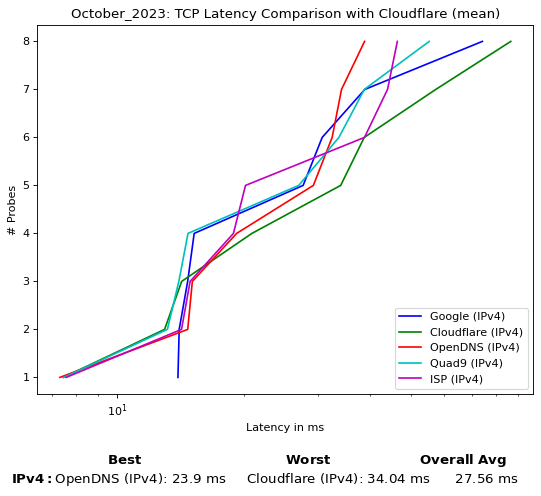 October_2023: TCP Latency Comparison with Cloudflare (mean)
8
7
6
5
4
3
2
1
# Probes
10¹
Latency in ms
Google (IPv4)
Cloudflare (IPv4)
OpenDNS (IPv4)
Quad9 (IPv4)
ISP (IPv4)
Best Worst Overall Avg
IPv4: OpenDNS (IPv4): 23.9 ms Cloudflare (IPv4): 34.04 ms 27.56 ms